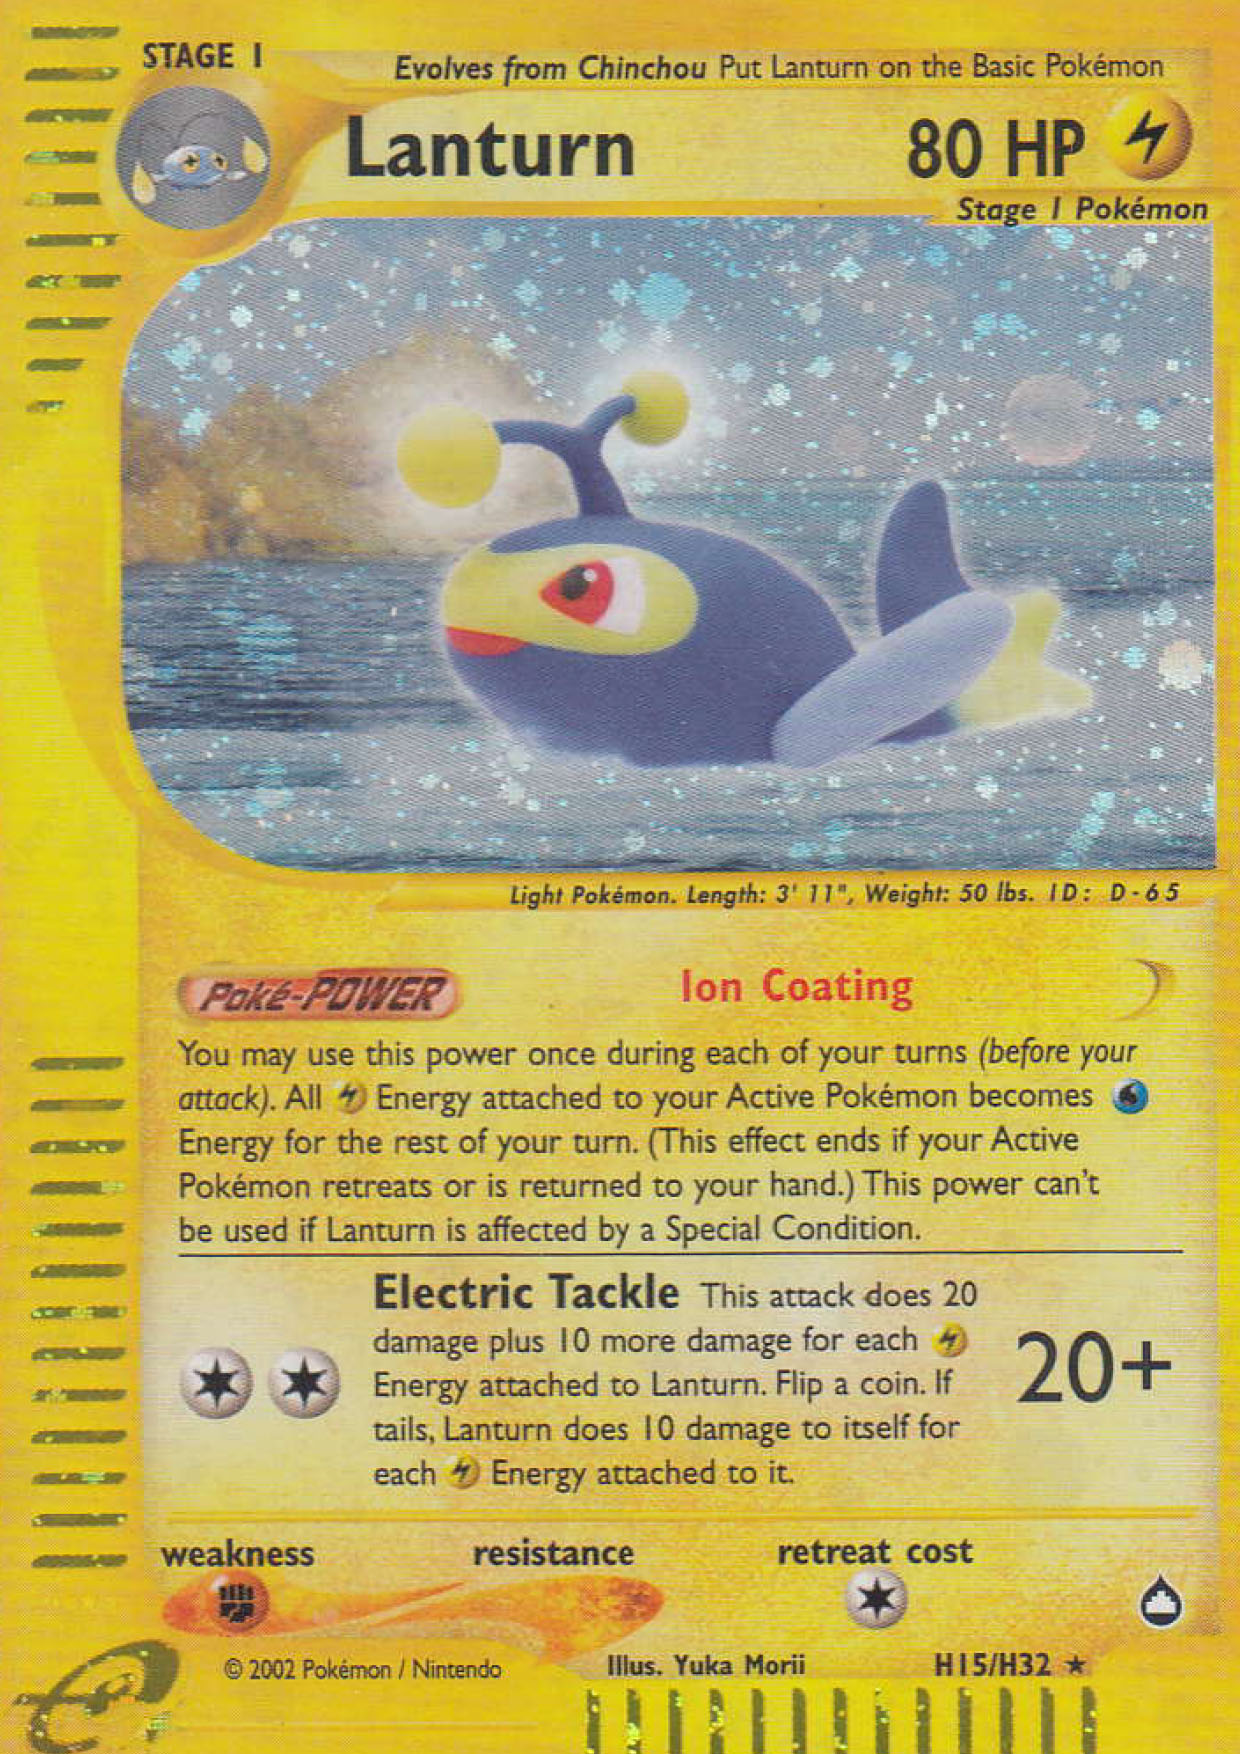 STAGE 1
Evolves from Chinchou Put Lanturn on the Basic Pokémon
Lanturn 80 HP
Stage 1 Pokémon
Light Pokémon. Length: 3' 11", Weight: 50 lbs. ID: D-65
Poké-POWER Ion Coating
You may use this power once during each of your turns (before your
attack). All Energy attached to your Active Pokémon becomes
Energy for the rest of your turn. (This effect ends if your Active
Pokémon retreats or is returned to your hand.) This power can't
be used if Lanturn is affected by a Special Condition.
Electric Tackle This attack does 20
damage plus 10 more damage for each
Energy attached to Lanturn. Flip a coin. If
tails, Lanturn does 10 damage to itself for
each Energy attached to it.
20+
weakness resistance retreat cost
© 2002 Pokémon / Nintendo Illus. Yuka Morii H15/H32 ★